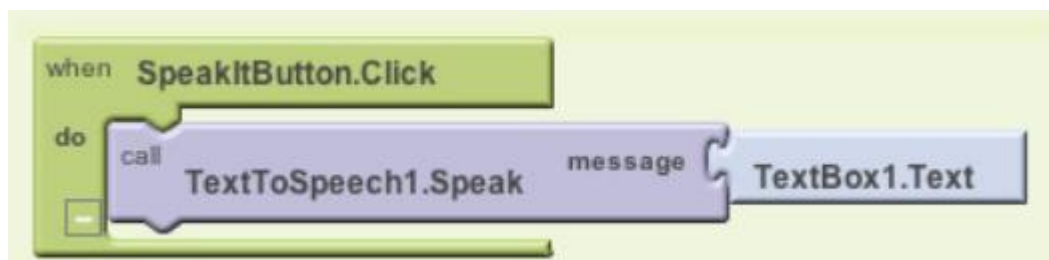 when SpeakItButton.Click
do call TextToSpeech1.Speak message TextBox1.Text